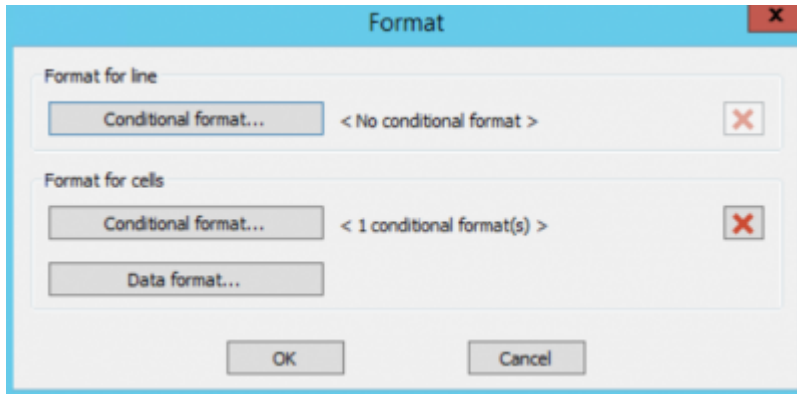 Format
Format for line
Conditional format... < No conditional format >
Format for cells
Conditional format... < 1 conditional format(s) >
Data format...
OK Cancel